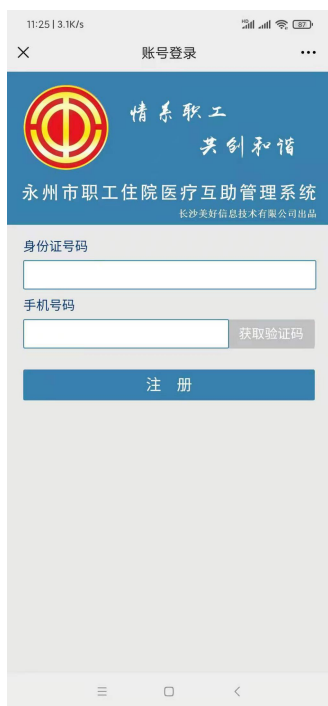 11:25 | 3.1K/s
87
账号登录
情系职工
共创和谐
永州市职工住院医疗互助管理系统
长沙美好信息技术有限公司出品
身份证号码
手机号码
获取验证码
注 册